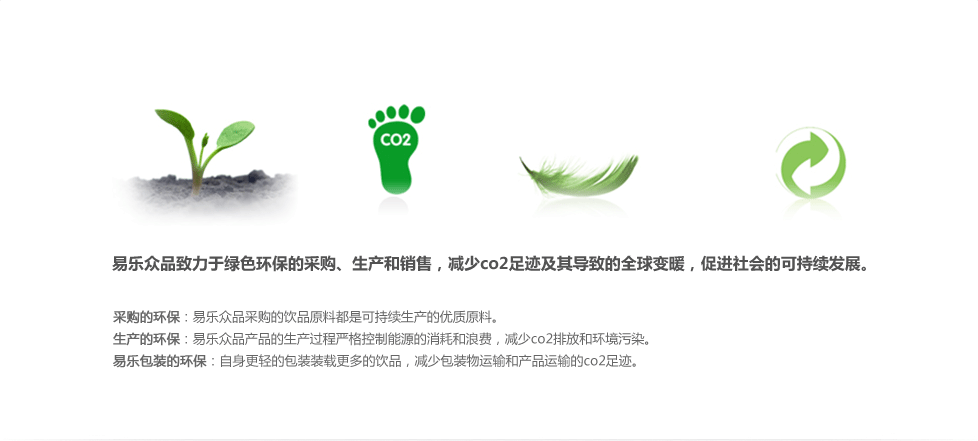 CO2
易乐众品致力于绿色环保的采购、生产和销售，减少co2足迹及其导致的全球变暖，促进社会的可持续发展。
采购的环保：易乐众品采购的饮品原料都是可持续生产的优质原料。
生产的环保：易乐众品产品的生产过程严格控制能源的消耗和浪费，减少co2排放和环境污染。
易乐包装的环保：自身更轻的包装装载更多的饮品，减少包装物运输和产品运输的co2足迹。